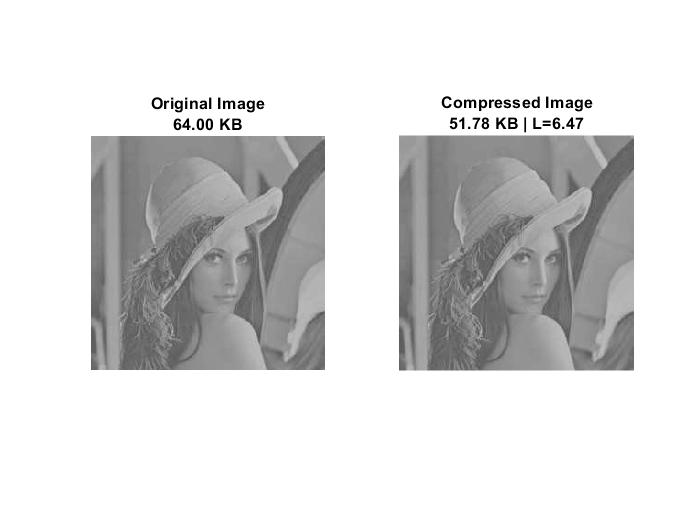 Original Image
64.00 KB
Compressed Image
51.78 KB | L=6.47